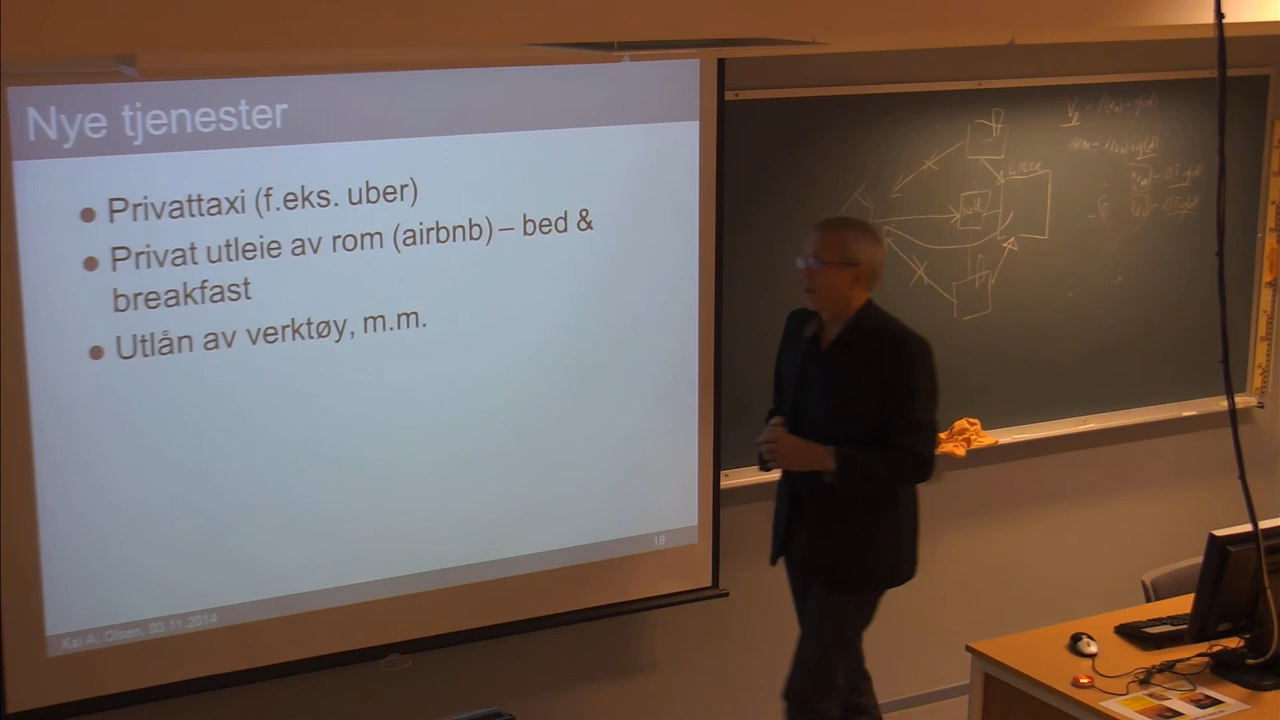 Nye tjenester
Privattaxi (f.eks. uber)
Privat utleie av rom (airbnb) – bed &
breakfast
Utlån av verktøy, m.m.
18
Kai A. Olsen, 03.11.2014